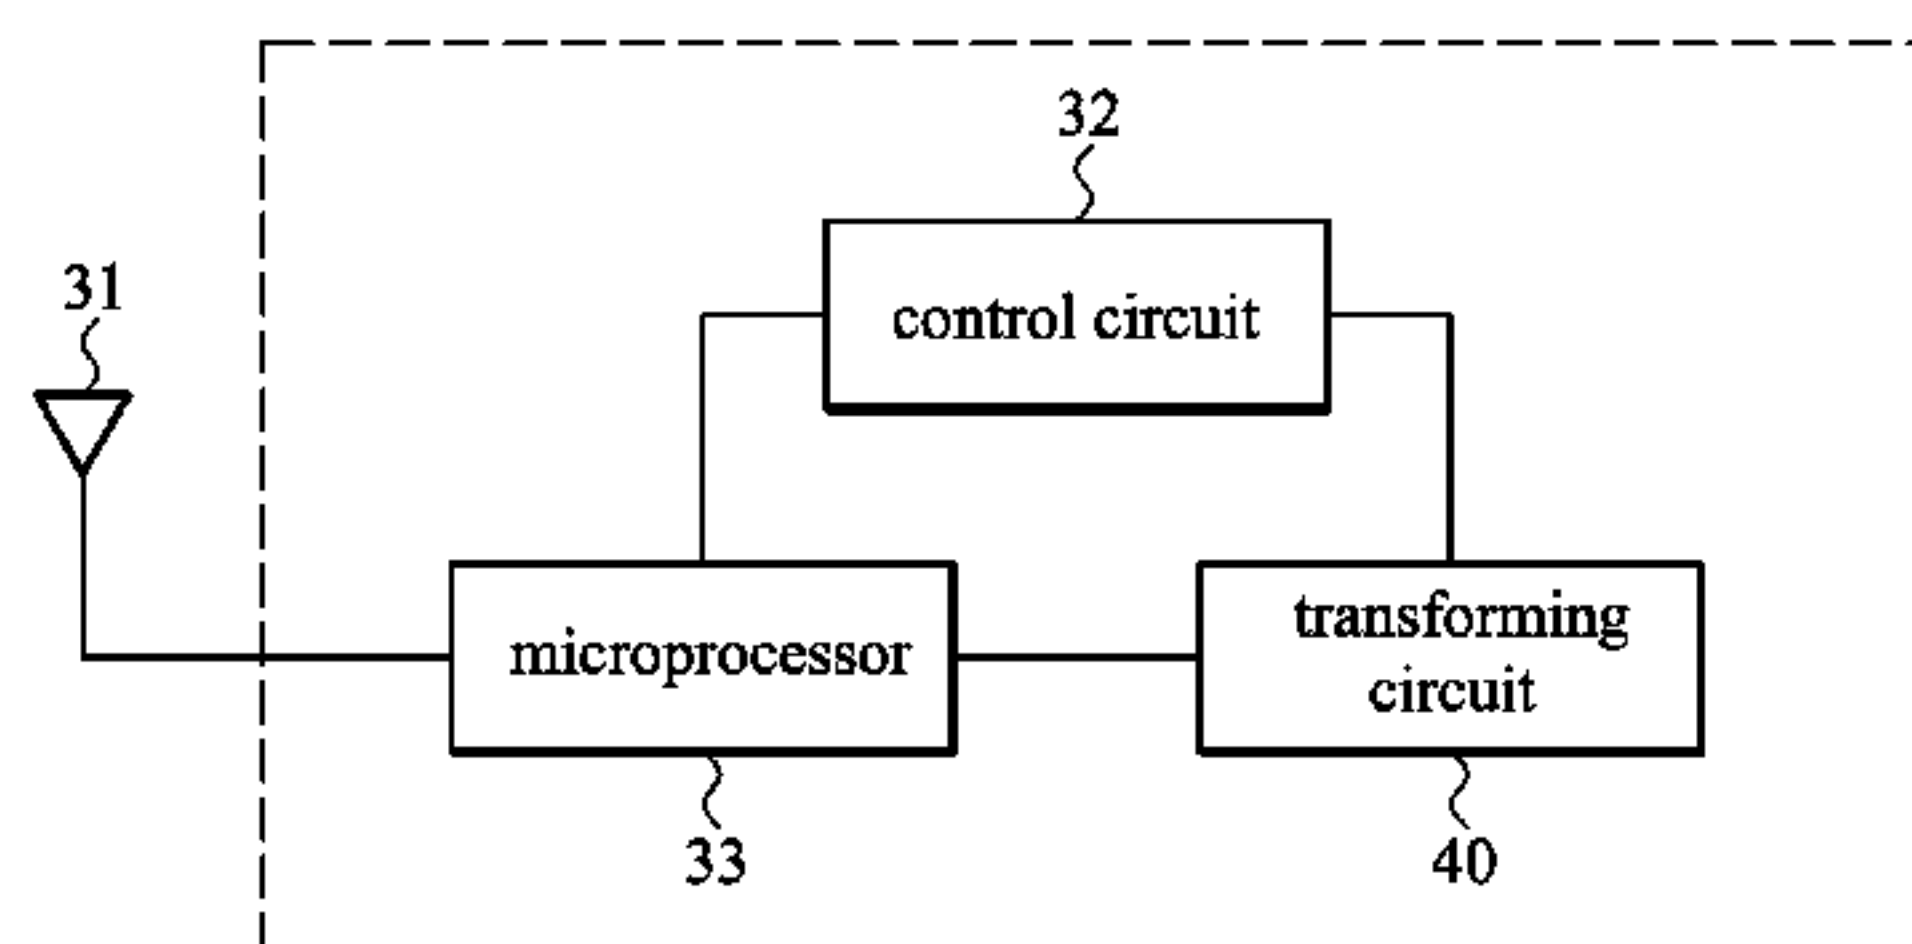 32
31
control circuit
microprocessor
transforming
circuit
33
40